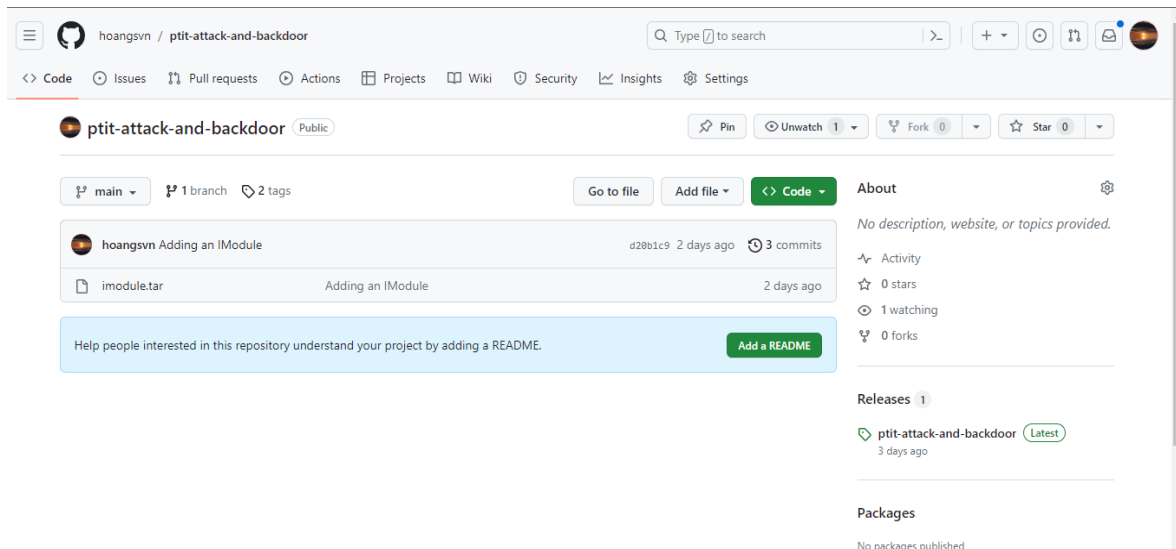 hoangsvn / ptit-attack-and-backdoor
Type / to search
Code Issues Pull requests Actions Projects Wiki Security Insights Settings
ptit-attack-and-backdoor Public
Pin Unwatch 1 Fork 0 Star 0
main 1 branch 2 tags
Go to file Add file <> Code
hoangsvn Adding an IModule d20b1c9 2 days ago 3 commits
imodule.tar Adding an IModule 2 days ago
Help people interested in this repository understand your project by adding a README. Add a README
About
No description, website, or topics provided.
Activity
0 stars
1 watching
0 forks
Releases 1
ptit-attack-and-backdoor Latest
3 days ago
Packages
No packages published